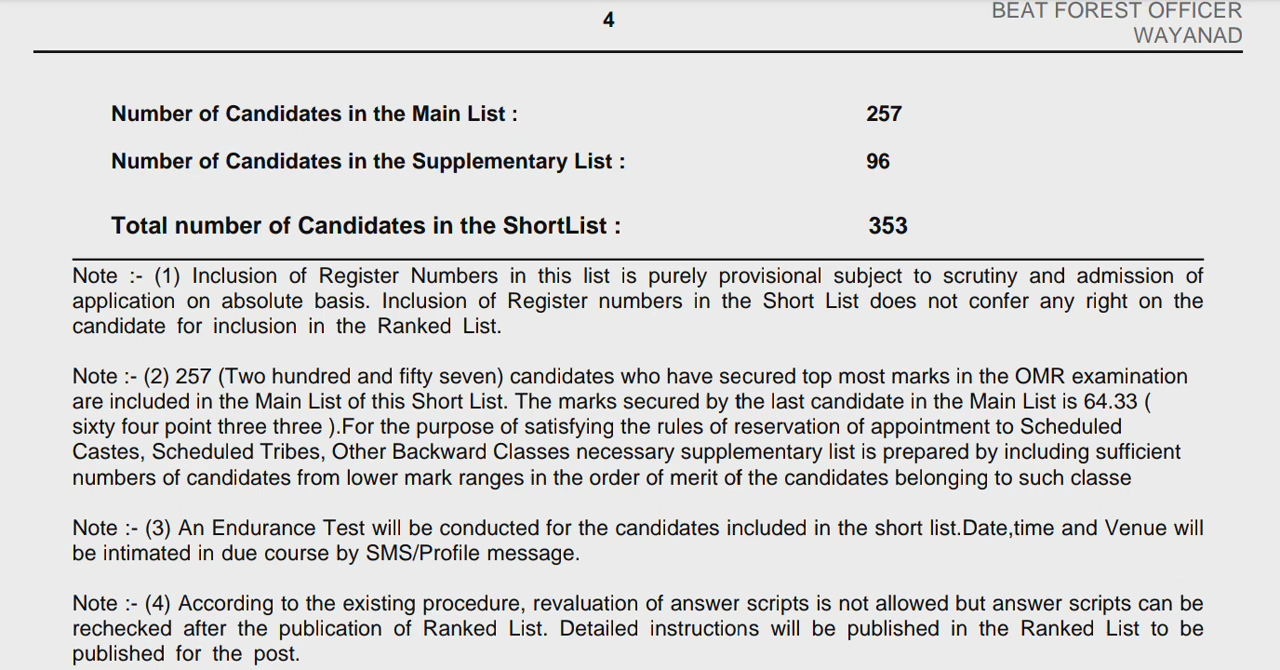 4
BEAT FOREST OFFICER
WAYANAD
Number of Candidates in the Main List : 257
Number of Candidates in the Supplementary List : 96
Total number of Candidates in the ShortList : 353
Note :- (1) Inclusion of Register Numbers in this list is purely provisional subject to scrutiny and admission of
application on absolute basis. Inclusion of Register numbers in the Short List does not confer any right on the
candidate for inclusion in the Ranked List.
Note :- (2) 257 (Two hundred and fifty seven) candidates who have secured top most marks in the OMR examination
are included in the Main List of this Short List. The marks secured by the last candidate in the Main List is 64.33 (
sixty four point three three ).For the purpose of satisfying the rules of reservation of appointment to Scheduled
Castes, Scheduled Tribes, Other Backward Classes necessary supplementary list is prepared by including sufficient
numbers of candidates from lower mark ranges in the order of merit of the candidates belonging to such classe
Note :- (3) An Endurance Test will be conducted for the candidates included in the short list.Date,time and Venue will
be intimated in due course by SMS/Profile message.
Note :- (4) According to the existing procedure, revaluation of answer scripts is not allowed but answer scripts can be
rechecked after the publication of Ranked List. Detailed instructions will be published in the Ranked List to be
published for the post.